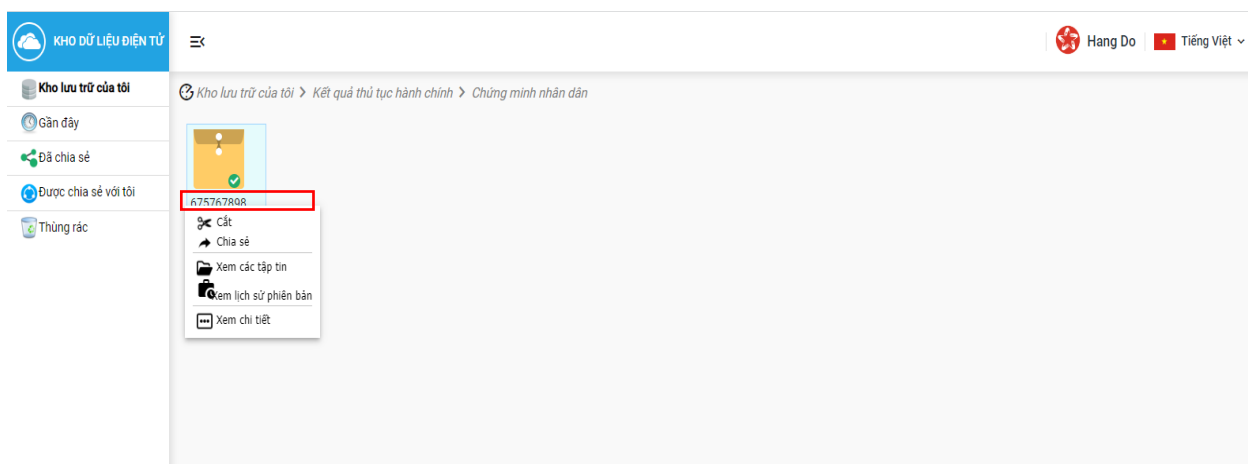 KHO DỮ LIỆU ĐIỆN TỬ
Hang Do
Tiếng Việt
Kho lưu trữ của tôi
Gần đây
Đã chia sẻ
Được chia sẻ với tôi
Thùng rác
Kho lưu trữ của tôi > Kết quả thủ tục hành chính > Chứng minh nhân dân
675767898
Cắt
Chia sẻ
Xem các tập tin
Xem lịch sử phiên bản
Xem chi tiết